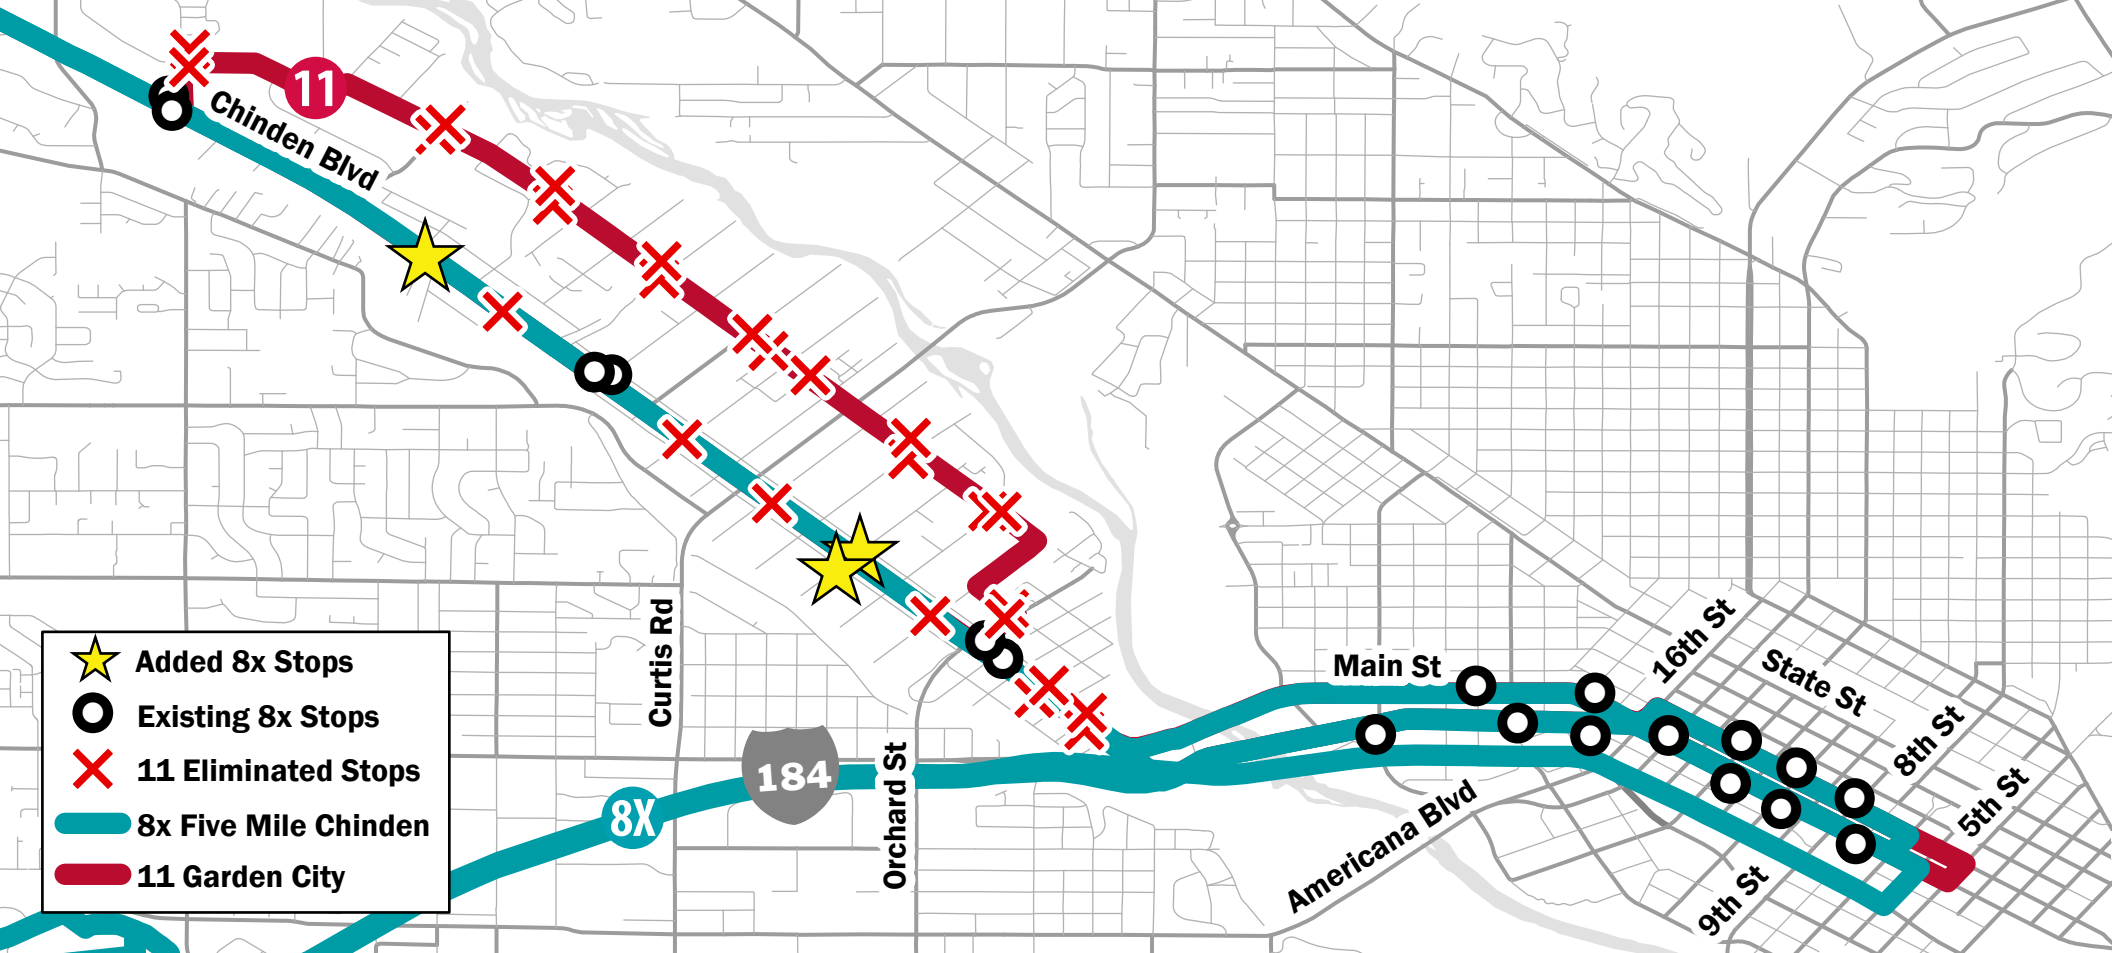 11
Chinden Blvd
Curtis Rd
Orchard St
184
8X
Main St
Americana Blvd
16th St
State St
8th St
5th St
9th St
Added 8x Stops
Existing 8x Stops
11 Eliminated Stops
8x Five Mile Chinden
11 Garden City